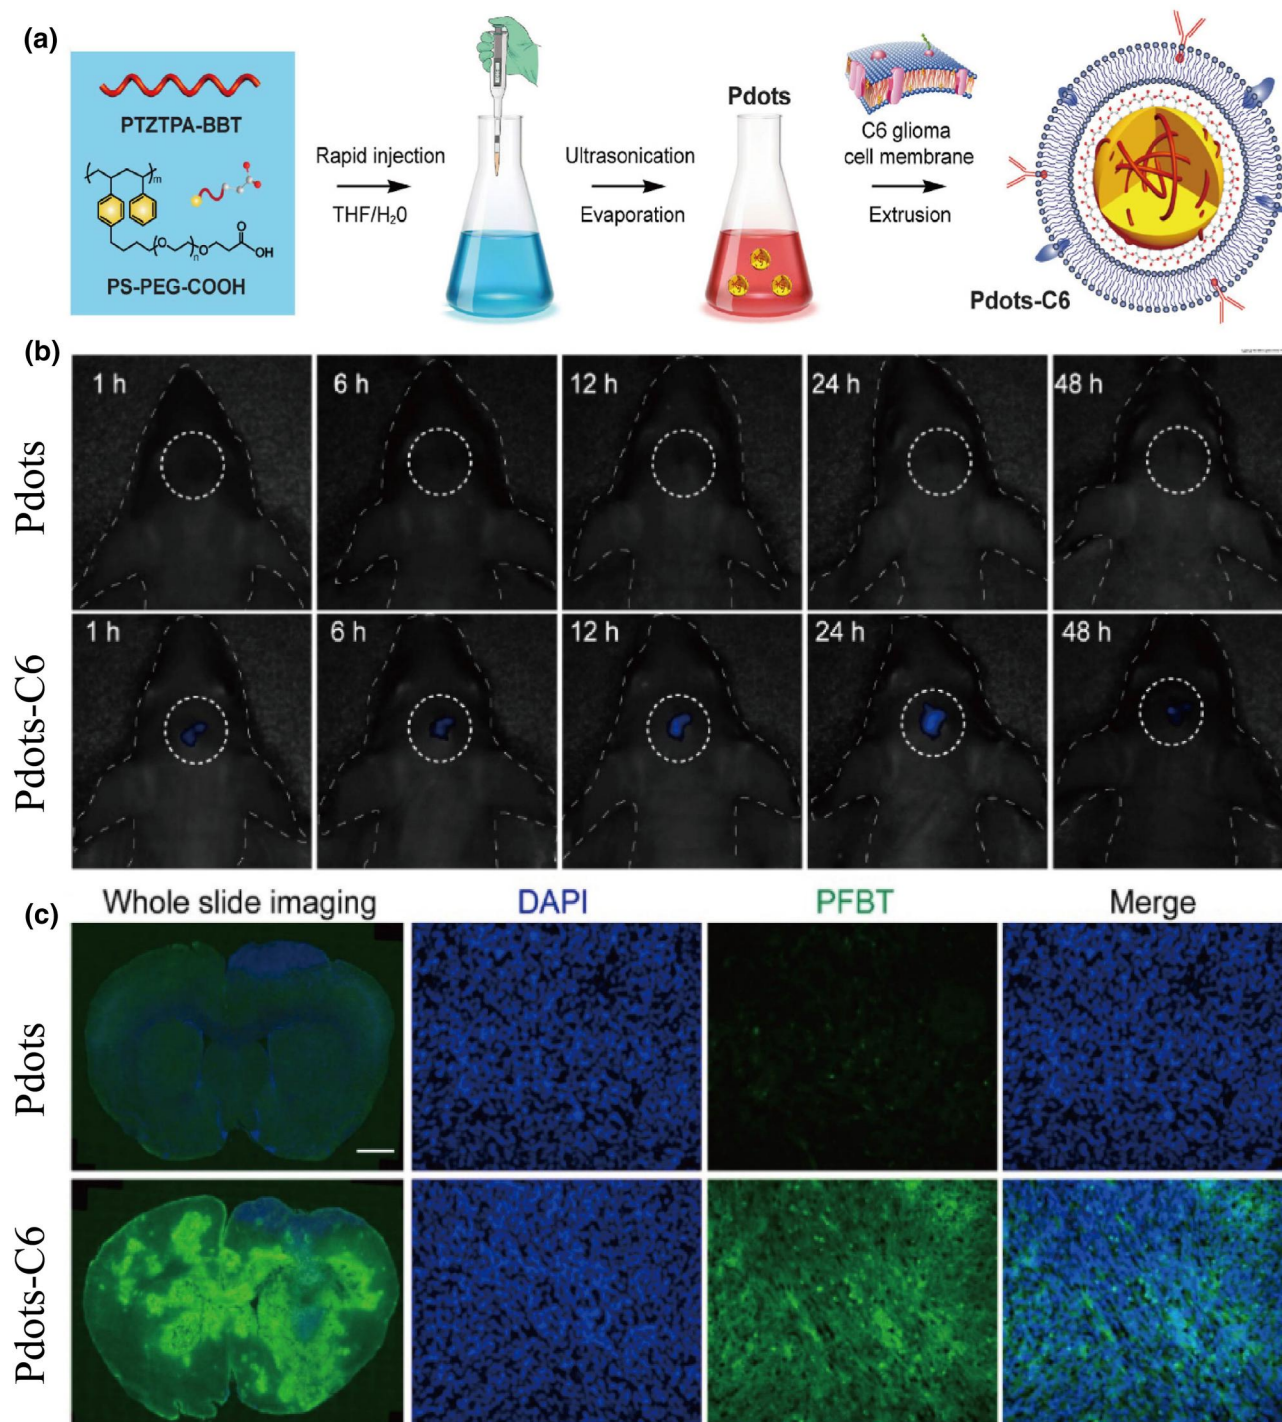 (a)
PTZTPA-BBT
m
n
O
O
O
OH
PS-PEG-COOH
Rapid injection
THF/H₂0
Ultrasonication
Evaporation
Pdots
C6 glioma
cell membrane
Extrusion
Pdots-C6
(b)
Pdots
1 h
6 h
12 h
24 h
48 h
Pdots-C6
1 h
6 h
12 h
24 h
48 h
(c)
Whole slide imaging
DAPI
PFBT
Merge
Pdots
Pdots-C6